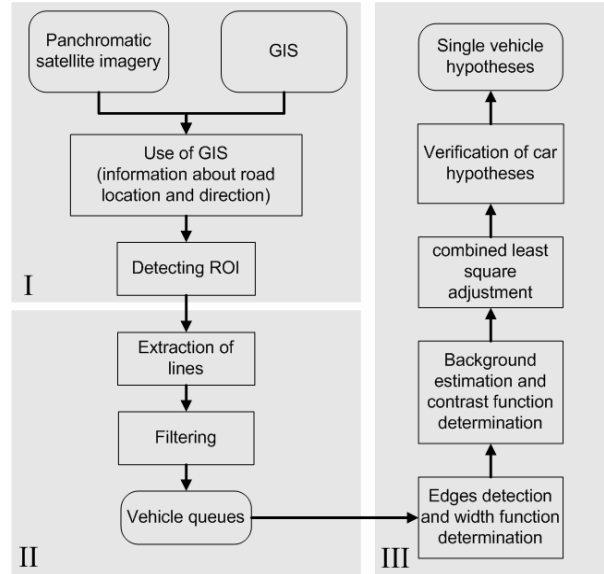 Panchromatic
satellite imagery
GIS
Use of GIS
(information about road
location and direction)
Detecting ROI
I
Extraction of
lines
Filtering
Vehicle queues
II
Single vehicle
hypotheses
Verification of car
hypotheses
combined least
square
adjustment
Background
estimation and
contrast function
determination
Edges detection
and width function
determination
III